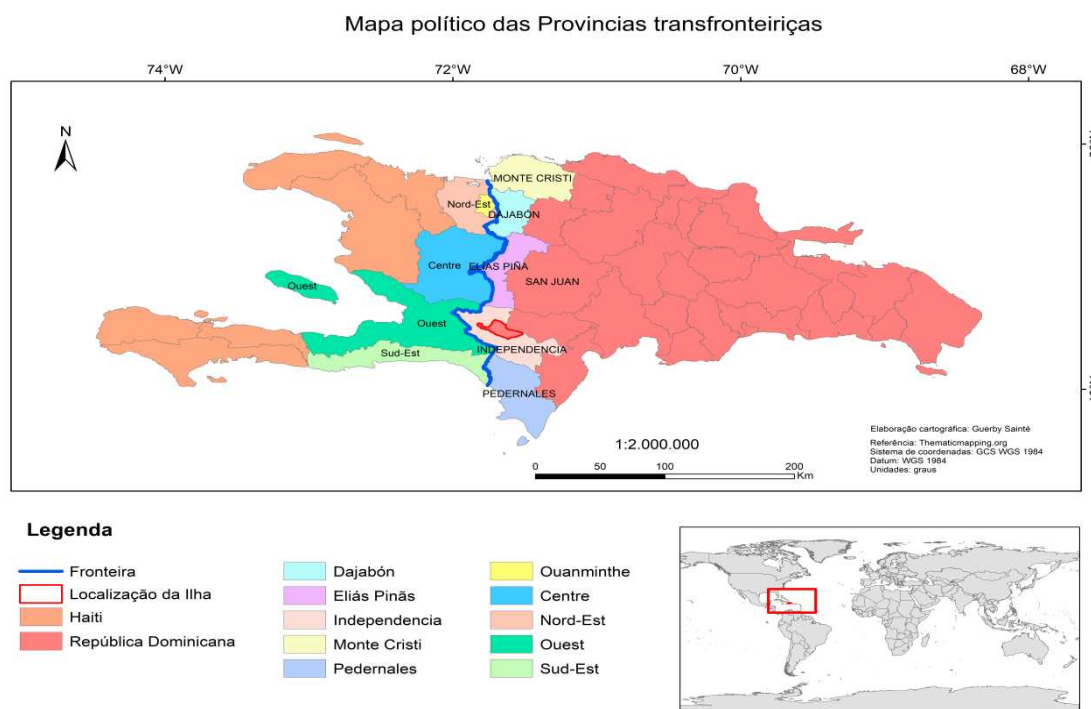 Mapa político das Provincias transfronteiriças
74°W 72°W 70°W 68°W
N
MONTE CRISTI
Nord-Est
DAJABÓN
Centre
ELIAS PIÑA
SAN JUAN
Ouest
Ouest
INDEPENDENCIA
Sud-Est
PEDERNALES
Elaboração cartográfica: Guerby Sainté
Referência: Thematicmapping.org
Sistema de coordenadas: GCS WGS 1984
Datum: WGS 1984
Unidades: graus
1:2.000.000
0 50 100 200
Km
Legenda
Fronteira
Localização da Ilha
Haiti
República Dominicana
Dajabón
Eliás Pinãs
Independencia
Monte Cristi
Pedernales
Ouanminthe
Centre
Nord-Est
Ouest
Sud-Est